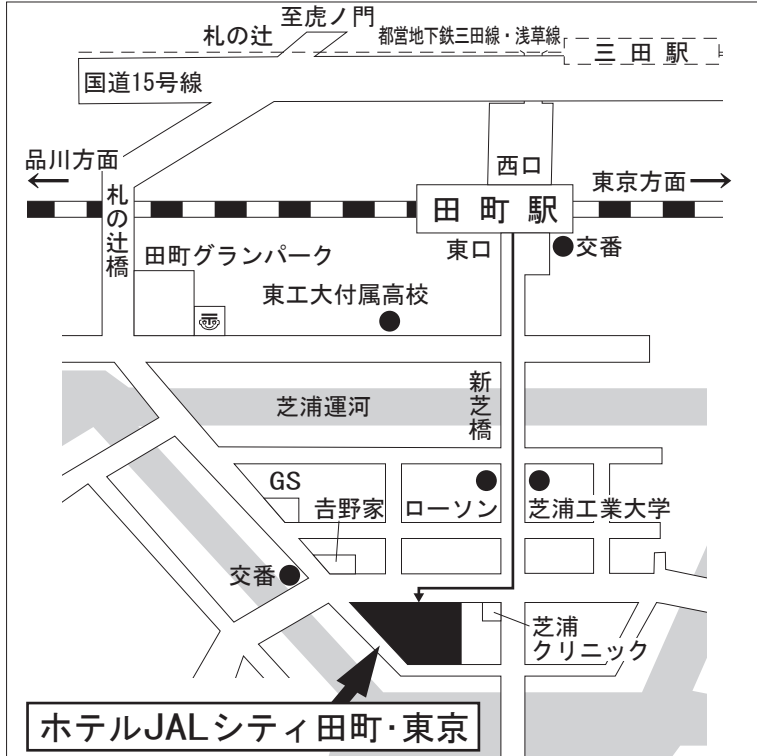 至虎ノ門
札の辻
都営地下鉄三田線・浅草線
三田駅
国道15号線
品川方面
西口
東京方面
札の辻橋
田町駅
東口
交番
田町グランパーク
東工大付属高校
〒
新芝橋
芝浦運河
GS
吉野家
ローソン
芝浦工業大学
交番
芝浦
クリニック
ホテルJALシティ田町・東京